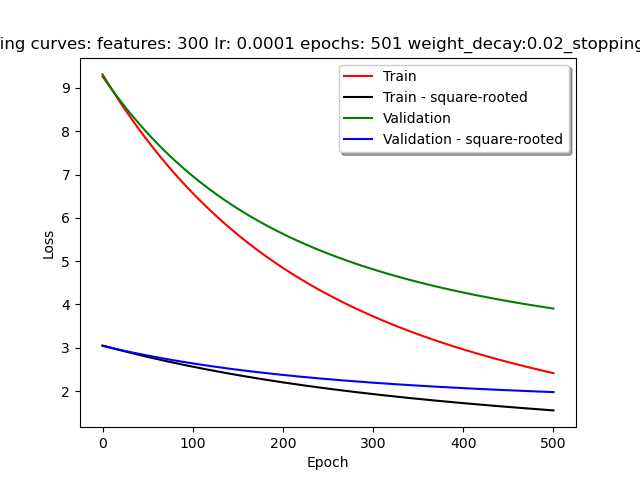 ing curves: features: 300 lr: 0.0001 epochs: 501 weight_decay:0.02_stopping
Train
Train - square-rooted
Validation
Validation - square-rooted
9
8
7
6
5
4
3
2
Loss
0 100 200 300 400 500
Epoch